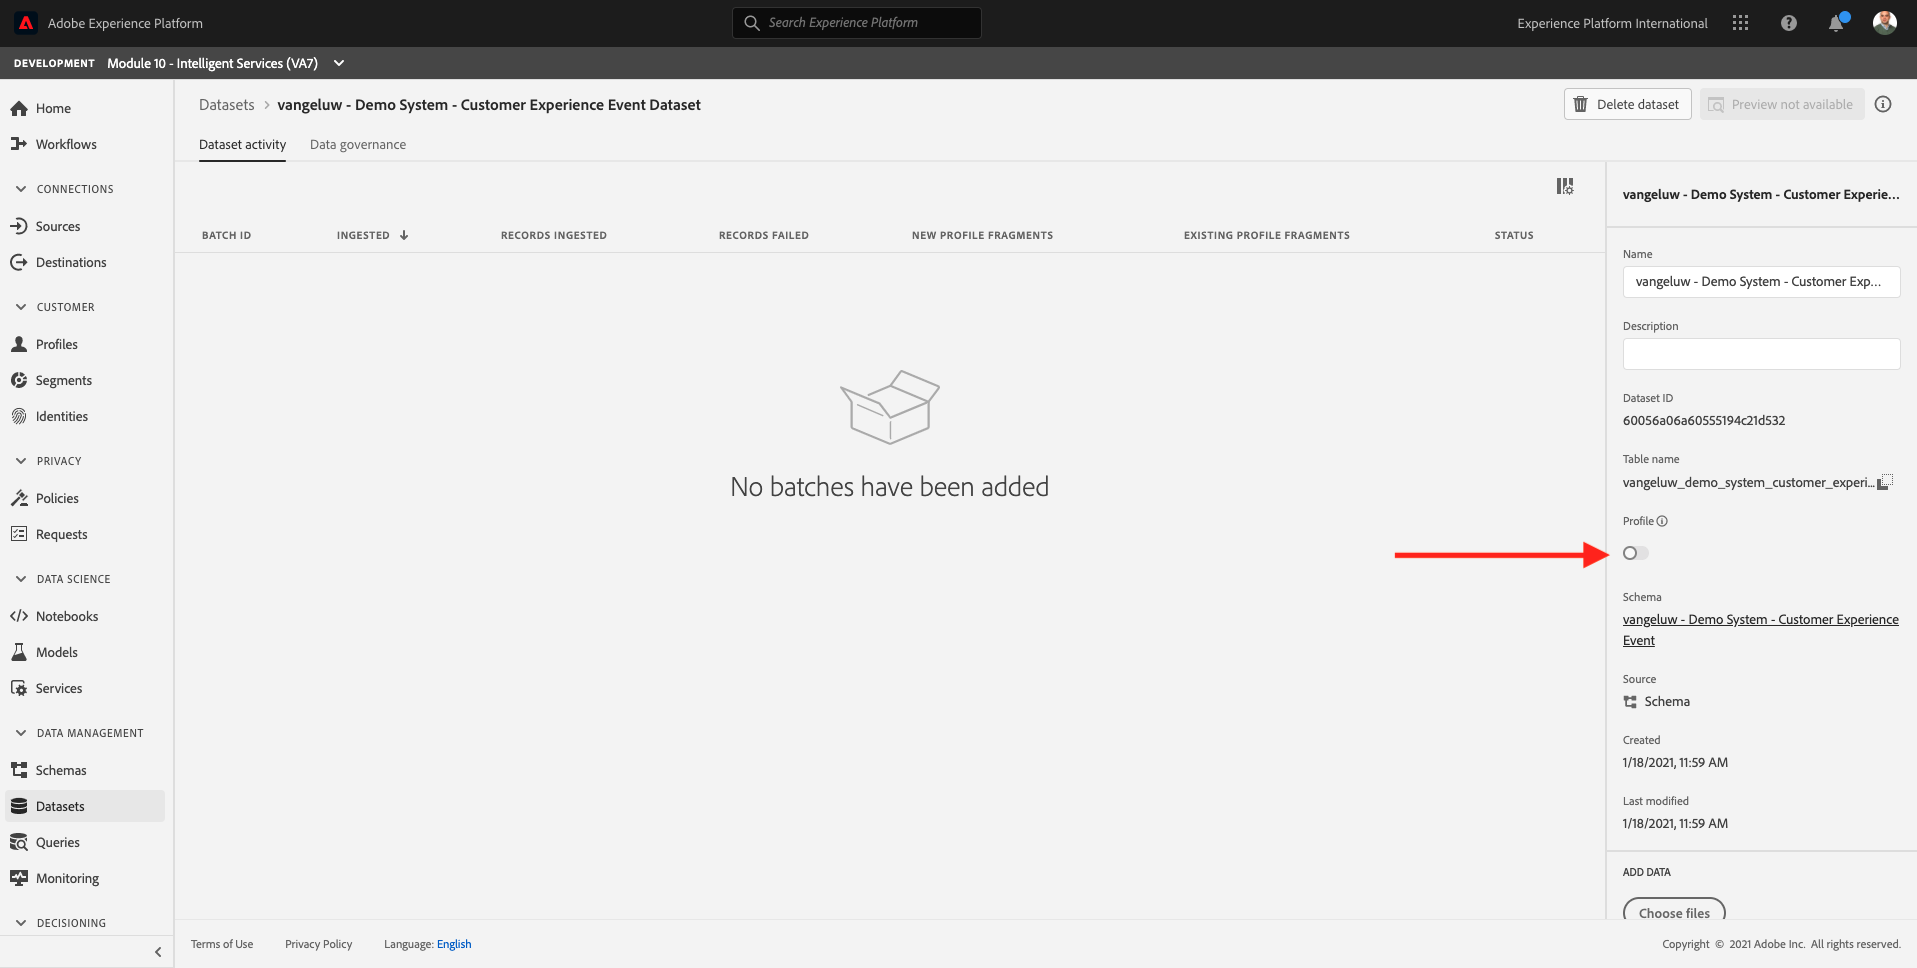 Adobe Experience Platform
Search Experience Platform
Experience Platform International
DEVELOPMENT Module 10 - Intelligent Services (VA7)
Home
Workflows
CONNECTIONS
Sources
Destinations
CUSTOMER
Profiles
Segments
Identities
PRIVACY
Policies
Requests
DATA SCIENCE
Notebooks
Models
Services
DATA MANAGEMENT
Schemas
Datasets
Queries
Monitoring
DECISIONING
Datasets > vangeluw - Demo System - Customer Experience Event Dataset
Delete dataset
Preview not available
Dataset activity
Data governance
BATCH ID INGESTED ↓ RECORDS INGESTED RECORDS FAILED NEW PROFILE FRAGMENTS EXISTING PROFILE FRAGMENTS STATUS
No batches have been added
vangeluw - Demo System - Customer Experie...
Name
vangeluw - Demo System - Customer Exp...
Description
Dataset ID
60056a06a60555194c21d532
Table name
vangeluw_demo_system_customer_experi...
Profile
Schema
vangeluw - Demo System - Customer Experience
Event
Source
Schema
Created
1/18/2021, 11:59 AM
Last modified
1/18/2021, 11:59 AM
ADD DATA
Choose files
Terms of Use Privacy Policy Language: English
Copyright © 2021 Adobe Inc. All rights reserved.